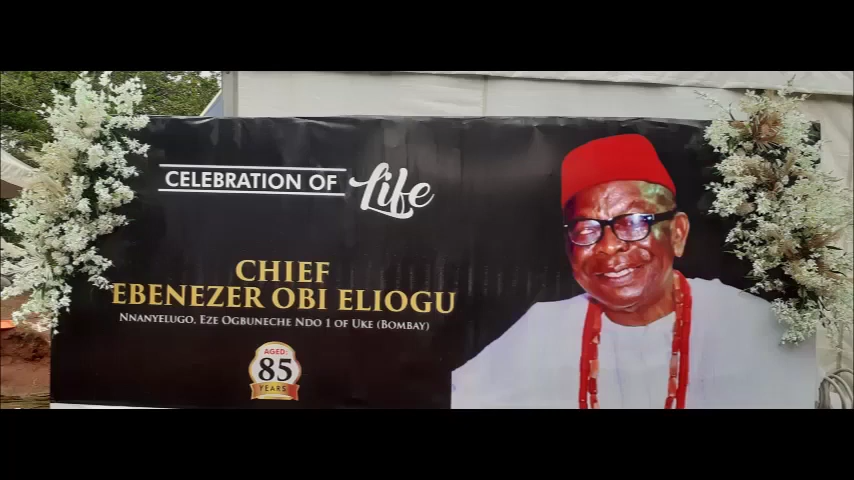 CELEBRATION OF Life
CHIEF
EBENEZER OBI ELIOGU
NNANYELUGO, EZE OGBUNECHE NDO 1 OF UKE (BOMBAY)
AGED:
85
YEARS